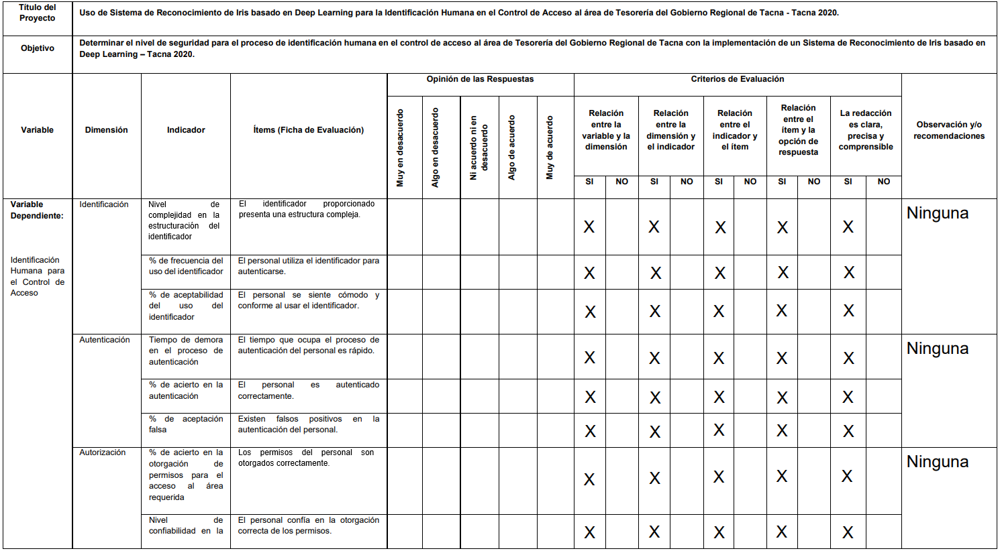 Título del
Proyecto
Uso de Sistema de Reconocimiento de Iris basado en Deep Learning para la Identificación Humana en el Control de Acceso al área de Tesorería del Gobierno Regional de Tacna - Tacna 2020.
Objetivo
Determinar el nivel de seguridad para el proceso de identificación humana en el control de acceso al área de Tesorería del Gobierno Regional de Tacna con la implementación de un Sistema de Reconocimiento de Iris basado en
Deep Learning – Tacna 2020.
Variable
Dimensión
Indicador
Ítems (Ficha de Evaluación)
Opinión de las Respuestas
Muy en desacuerdo
Algo en desacuerdo
Ni acuerdo ni en
desacuerdo
Algo de acuerdo
Muy de acuerdo
Criterios de Evaluación
Relación
entre la
variable y la
dimensión
Relación
entre la
dimensión y
el indicador
Relación
entre el
indicador y
el ítem
Relación
entre el
ítem y la
opción de
respuesta
La redacción
es clara,
precisa y
comprensible
Observación y/o
recomendaciones
SI NO SI NO SI NO SI NO SI NO
Variable
Dependiente:
Identificación
Humana para
el Control de
Acceso
Identificación
Nivel de
complejidad en la
estructuración del
identificador
El identificador proporcionado
presenta una estructura compleja.
X X X X X
Ninguna
% de frecuencia del
uso del identificador
El personal utiliza el identificador para
autenticarse.
X X X X X
% de aceptabilidad
del uso del
identificador
El personal se siente cómodo y
conforme al usar el identificador.
X X X X X
Autenticación
Tiempo de demora
en el proceso de
autenticación
El tiempo que ocupa el proceso de
autenticación del personal es rápido.
X X X X X
Ninguna
% de acierto en la
autenticación
El personal es autenticado
correctamente.
X X X X X
% de aceptación
falsa
Existen falsos positivos en la
autenticación del personal.
X X X X X
Autorización
% de acierto en la
otorgación de
permisos para el
acceso al área
requerida
Los permisos del personal son
otorgados correctamente.
X X X X X
Ninguna
Nivel de
confiabilidad en la
El personal confía en la otorgación
correcta de los permisos.
X X X X X